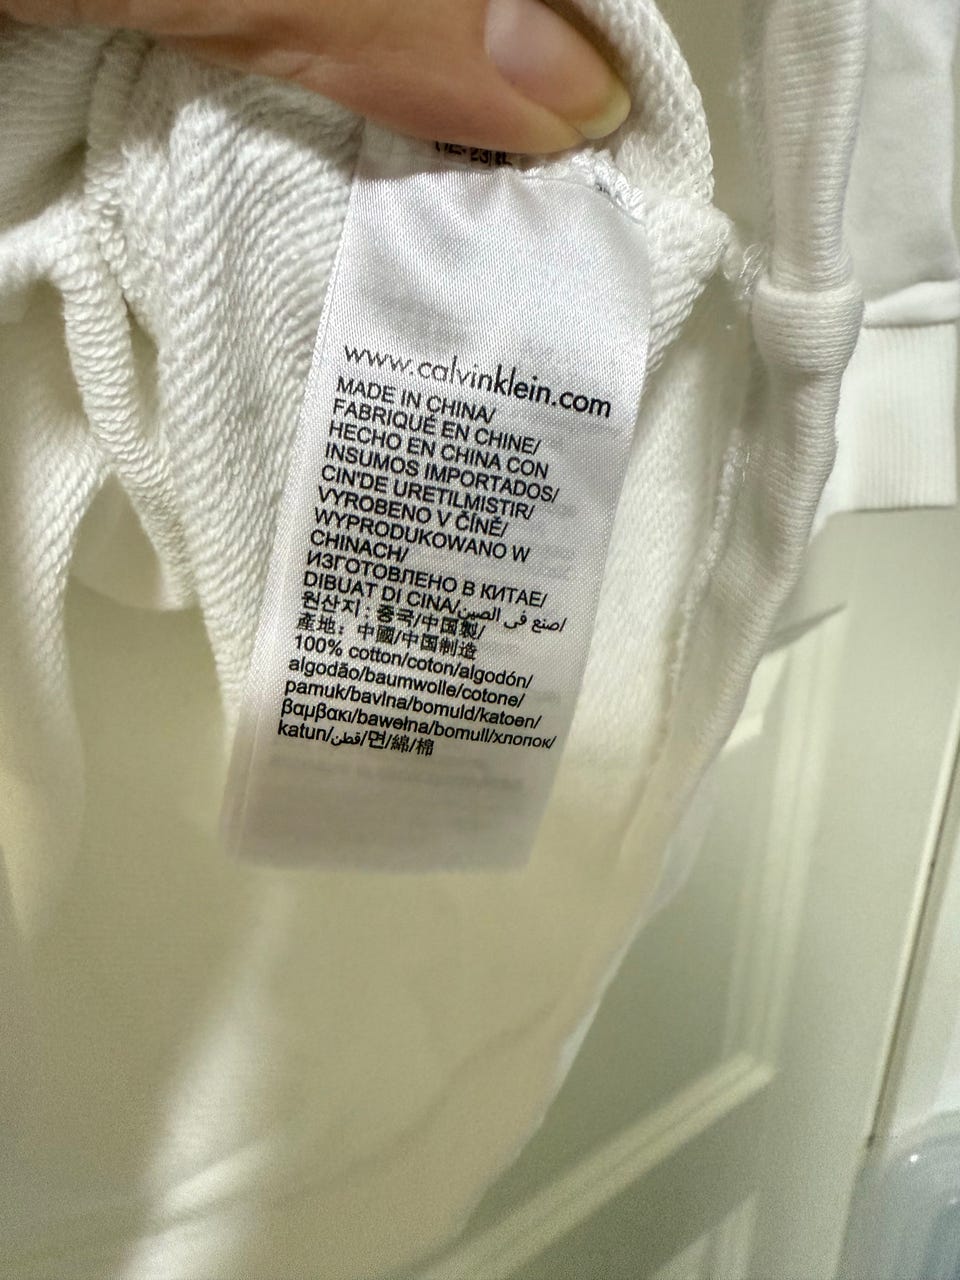 www.calvinklein.com
MADE IN CHINA/
FABRIQUÉ EN CHINE/
HECHO EN CHINA CON
INSUMOS IMPORTADOS/
CIN'DE URETILMISTIR/
VYROBENO V ČÍNĚ/
WYPRODUKOWANO W
CHINACH/
ИЗГОТОВЛЕНО В КИТАЕ/
DIBUAT DI CINA/صنع في الصين/
원산지 : 중국/中国製/
產地：中國/中国制造
100% cotton/coton/algodón/
algodão/baumwolle/cotone/
pamuk/bavlna/bomuld/katoen/
βαμβακι/bawełna/bomull/хлопок/
katun/قطن/면/綿/棉